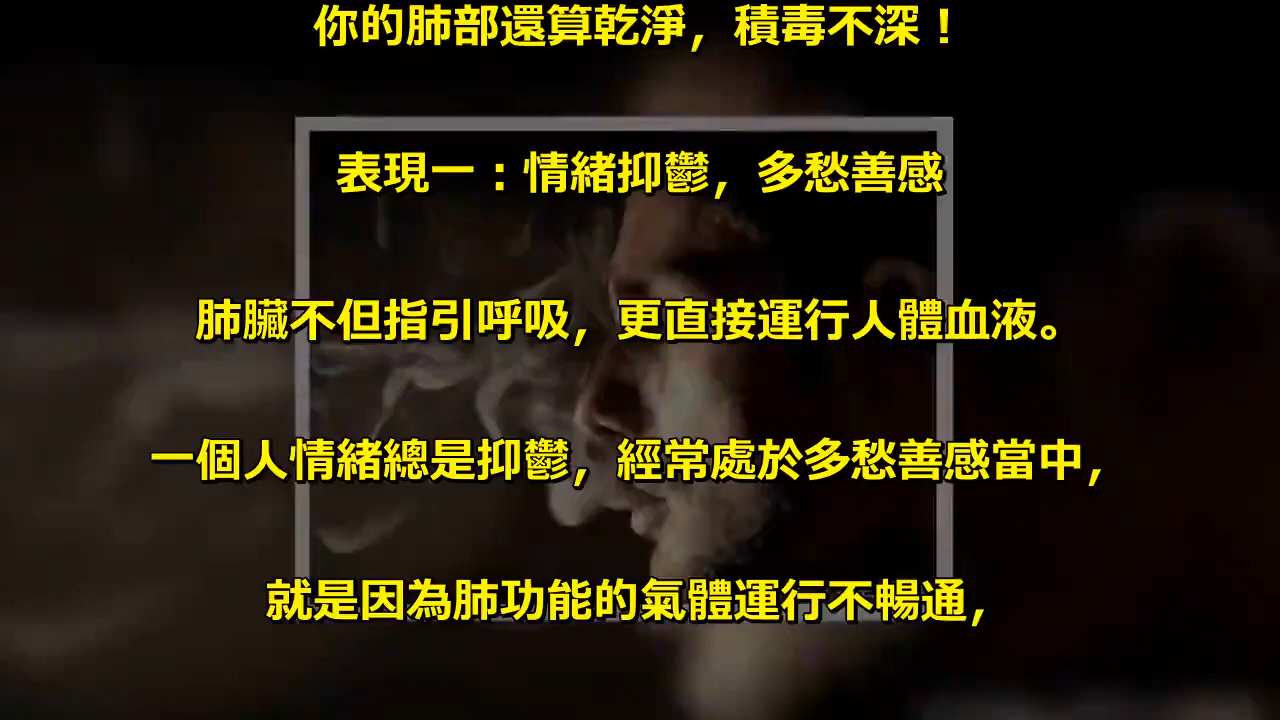 你的肺部還算乾淨，積毒不深！
表現一：情緒抑鬱，多愁善感
肺臟不但指引呼吸，更直接運行人體血液。
一個人情緒總是抑鬱，經常處於多愁善感當中，
就是因為肺功能的氣體運行不暢通，